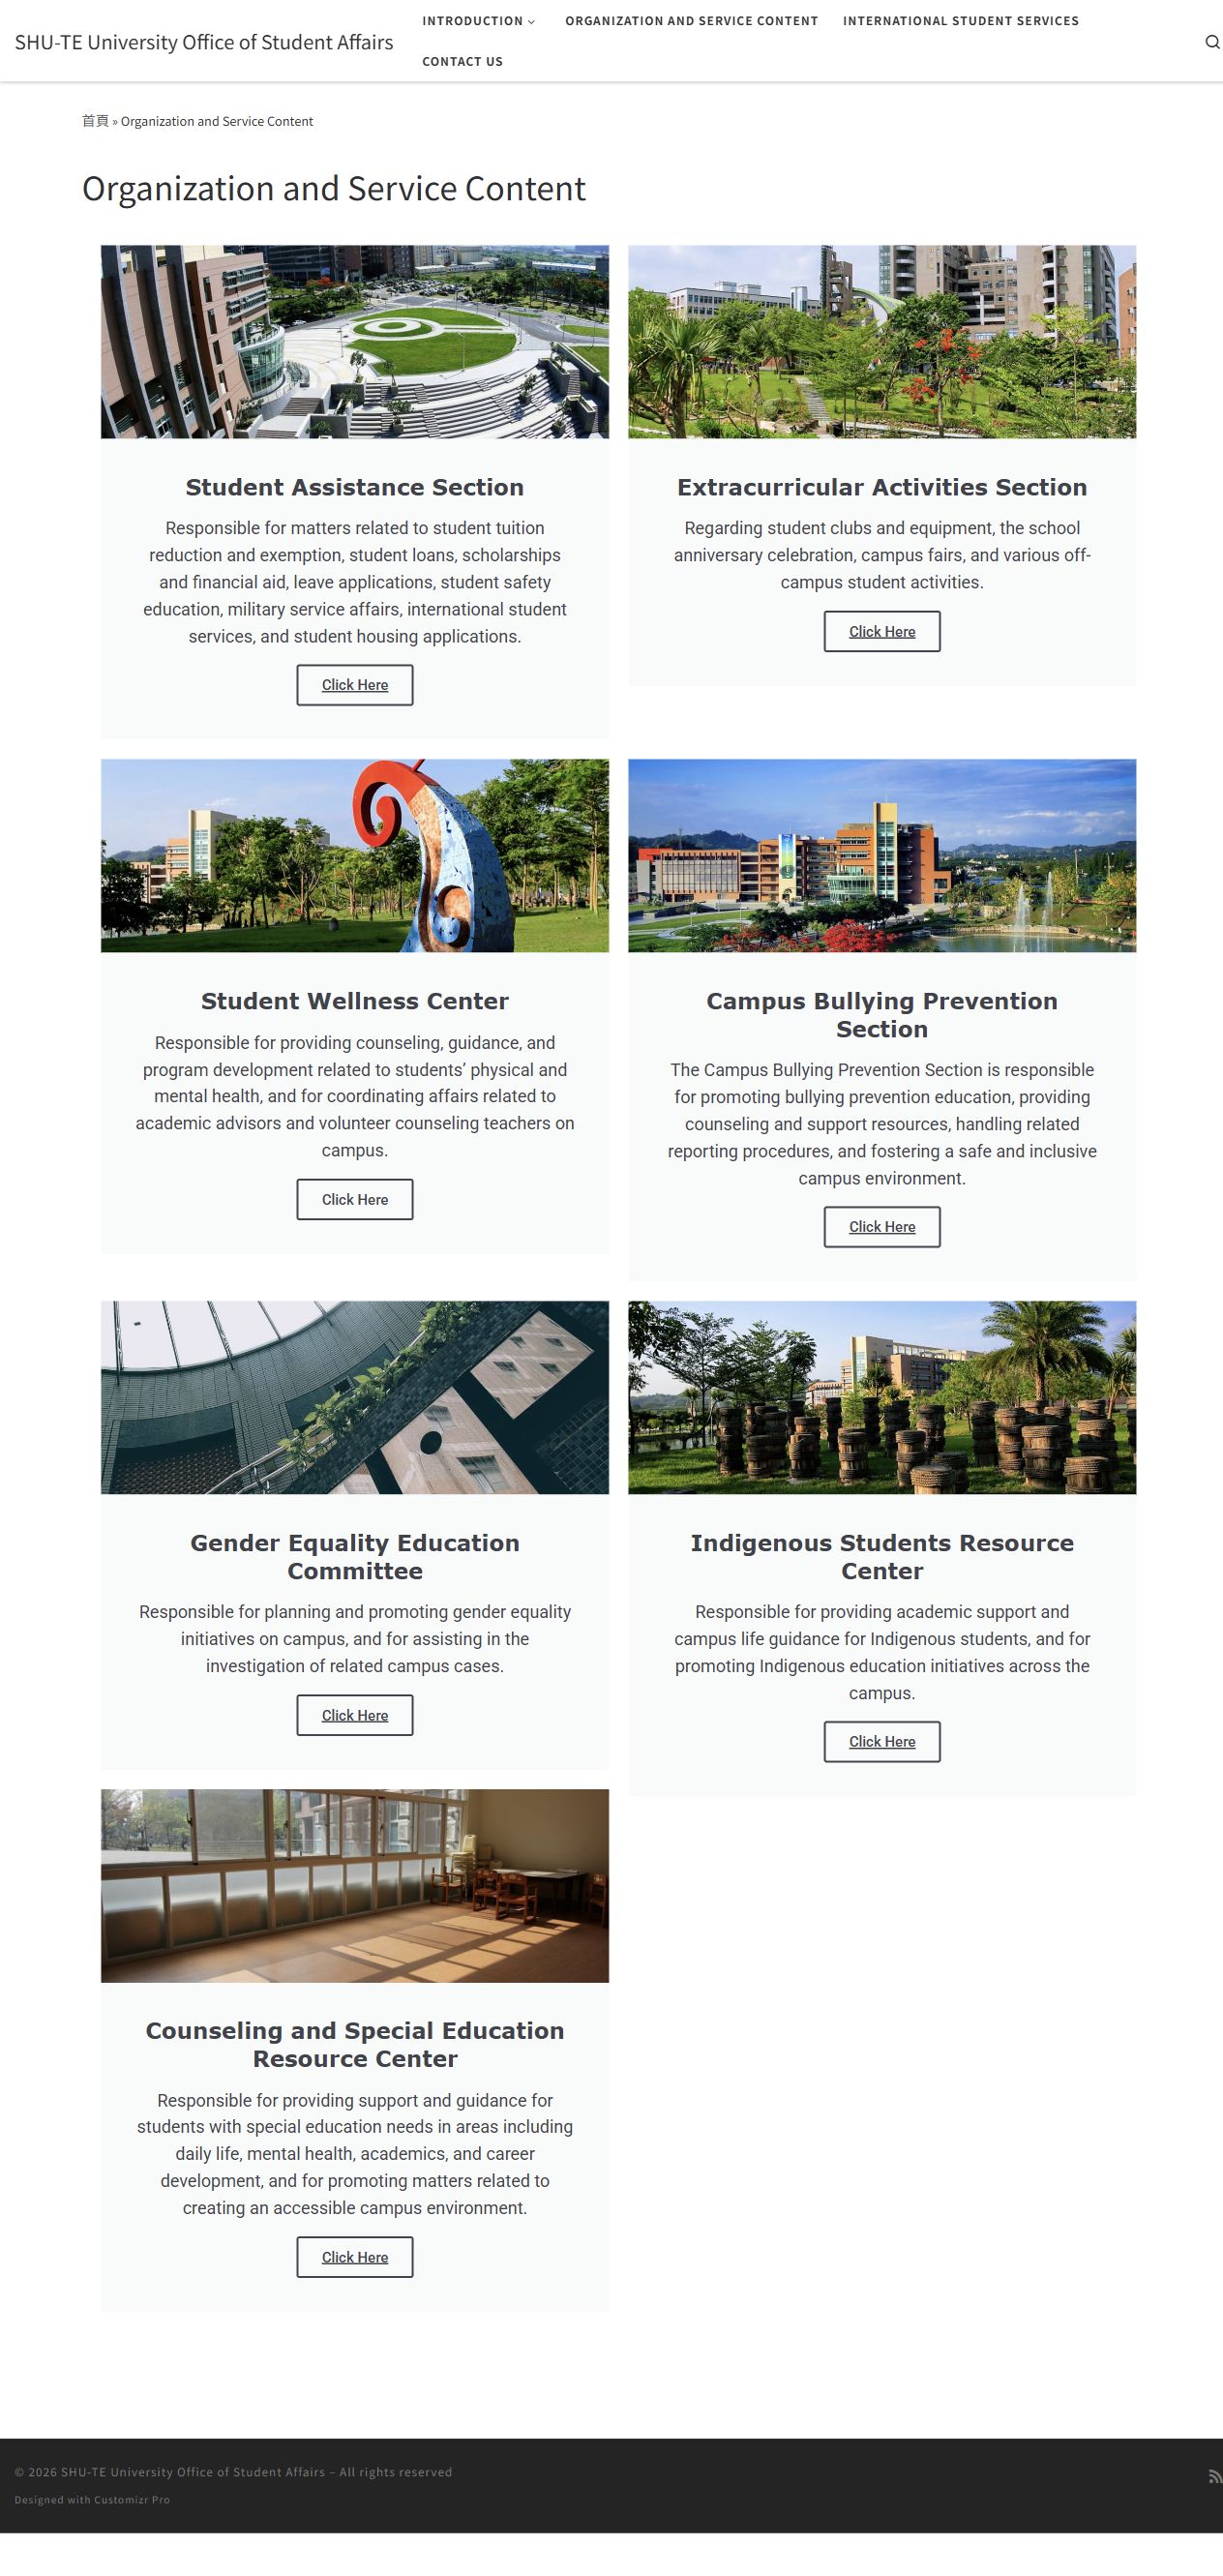 SHU-TE University Office of Student Affairs
INTRODUCTION
ORGANIZATION AND SERVICE CONTENT
INTERNATIONAL STUDENT SERVICES
CONTACT US
首頁 » Organization and Service Content
Organization and Service Content
Student Assistance Section
Responsible for matters related to student tuition
reduction and exemption, student loans, scholarships
and financial aid, leave applications, student safety
education, military service affairs, international student
services, and student housing applications.
Click Here
Extracurricular Activities Section
Regarding student clubs and equipment, the school
anniversary celebration, campus fairs, and various off-
campus student activities.
Click Here
Student Wellness Center
Responsible for providing counseling, guidance, and
program development related to students’ physical and
mental health, and for coordinating affairs related to
academic advisors and volunteer counseling teachers on
campus.
Click Here
Campus Bullying Prevention
Section
The Campus Bullying Prevention Section is responsible
for promoting bullying prevention education, providing
counseling and support resources, handling related
reporting procedures, and fostering a safe and inclusive
campus environment.
Click Here
Gender Equality Education
Committee
Responsible for planning and promoting gender equality
initiatives on campus, and for assisting in the
investigation of related campus cases.
Click Here
Indigenous Students Resource
Center
Responsible for providing academic support and
campus life guidance for Indigenous students, and for
promoting Indigenous education initiatives across the
campus.
Click Here
Counseling and Special Education
Resource Center
Responsible for providing support and guidance for
students with special education needs in areas including
daily life, mental health, academics, and career
development, and for promoting matters related to
creating an accessible campus environment.
Click Here
© 2026 SHU-TE University Office of Student Affairs – All rights reserved
Designed with Customizr Pro